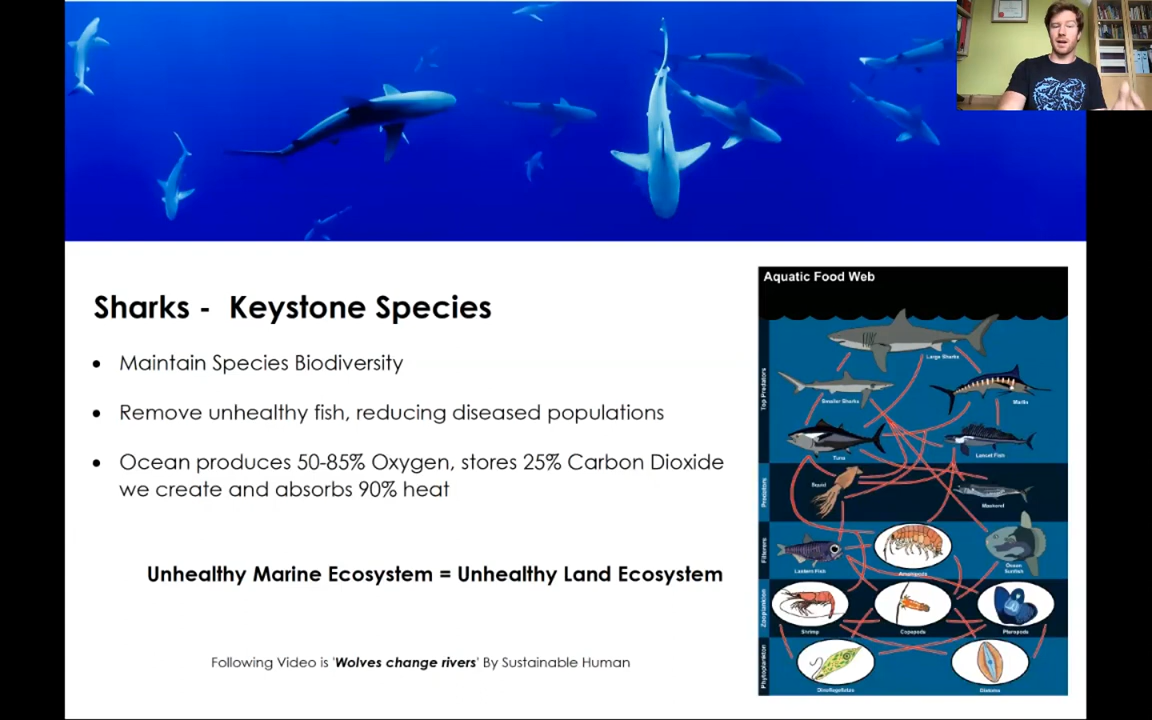 Sharks - Keystone Species
• Maintain Species Biodiversity
• Remove unhealthy fish, reducing diseased populations
• Ocean produces 50-85% Oxygen, stores 25% Carbon Dioxide
we create and absorbs 90% heat
Unhealthy Marine Ecosystem = Unhealthy Land Ecosystem
Following Video is 'Wolves change rivers' By Sustainable Human
Aquatic Food Web
Top Predators
Large Sharks
Smaller Sharks
Marlin
Tuna
Lancet Fish
Predators
Squid
Mackerel
Filterers
Lantern Fish
Amphipods
Ocean
Sunfish
Zooplankton
Shrimp
Copepods
Pteropods
Phytoplankton
Dinoflagellates
Diatoms